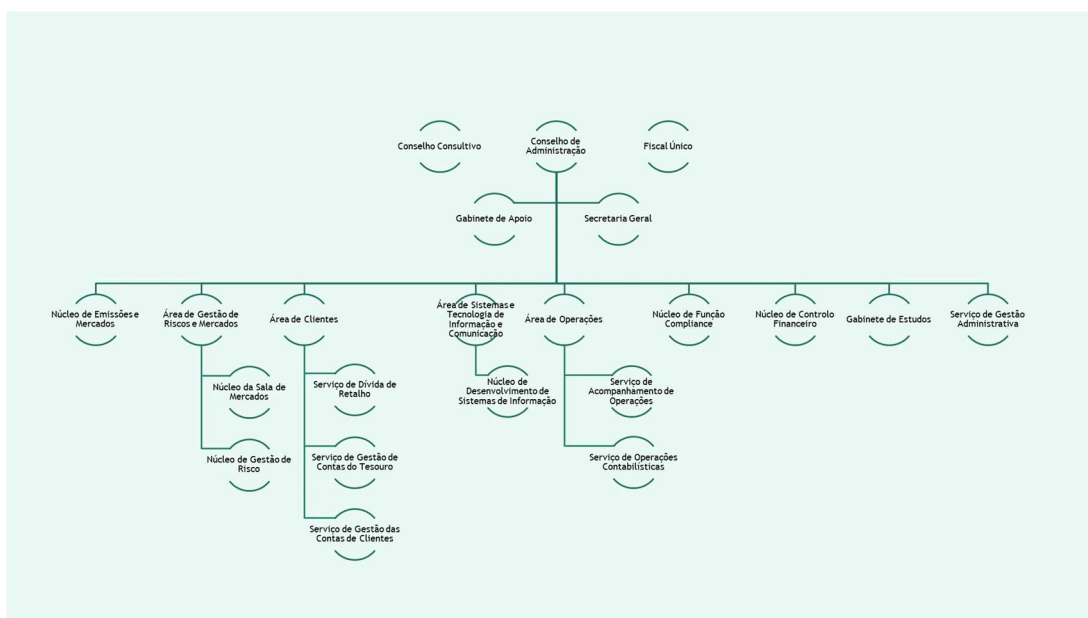 Conselho Consultivo
Conselho de
Administração
Fiscal Único
Gabinete de Apoio
Secretaria Geral
Núcleo de Emissões e
Mercados
Área de Gestão de
Riscos e Mercados
Área de Clientes
Área de Sistemas e
Tecnologia de
Informação e
Comunicação
Área de Operações
Núcleo de Função
Compliance
Núcleo de Controlo
Financeiro
Gabinete de Estudos
Serviço de Gestão
Administrativa
Núcleo da Sala de
Mercados
Serviço de Dívida de
Retalho
Núcleo de
Desenvolvimento de
Sistemas de Informação
Serviço de
Acompanhamento de
Operações
Núcleo de Gestão de
Risco
Serviço de Gestão de
Contas do Tesouro
Serviço de Operações
Contabilísticas
Serviço de Gestão das
Contas de Clientes